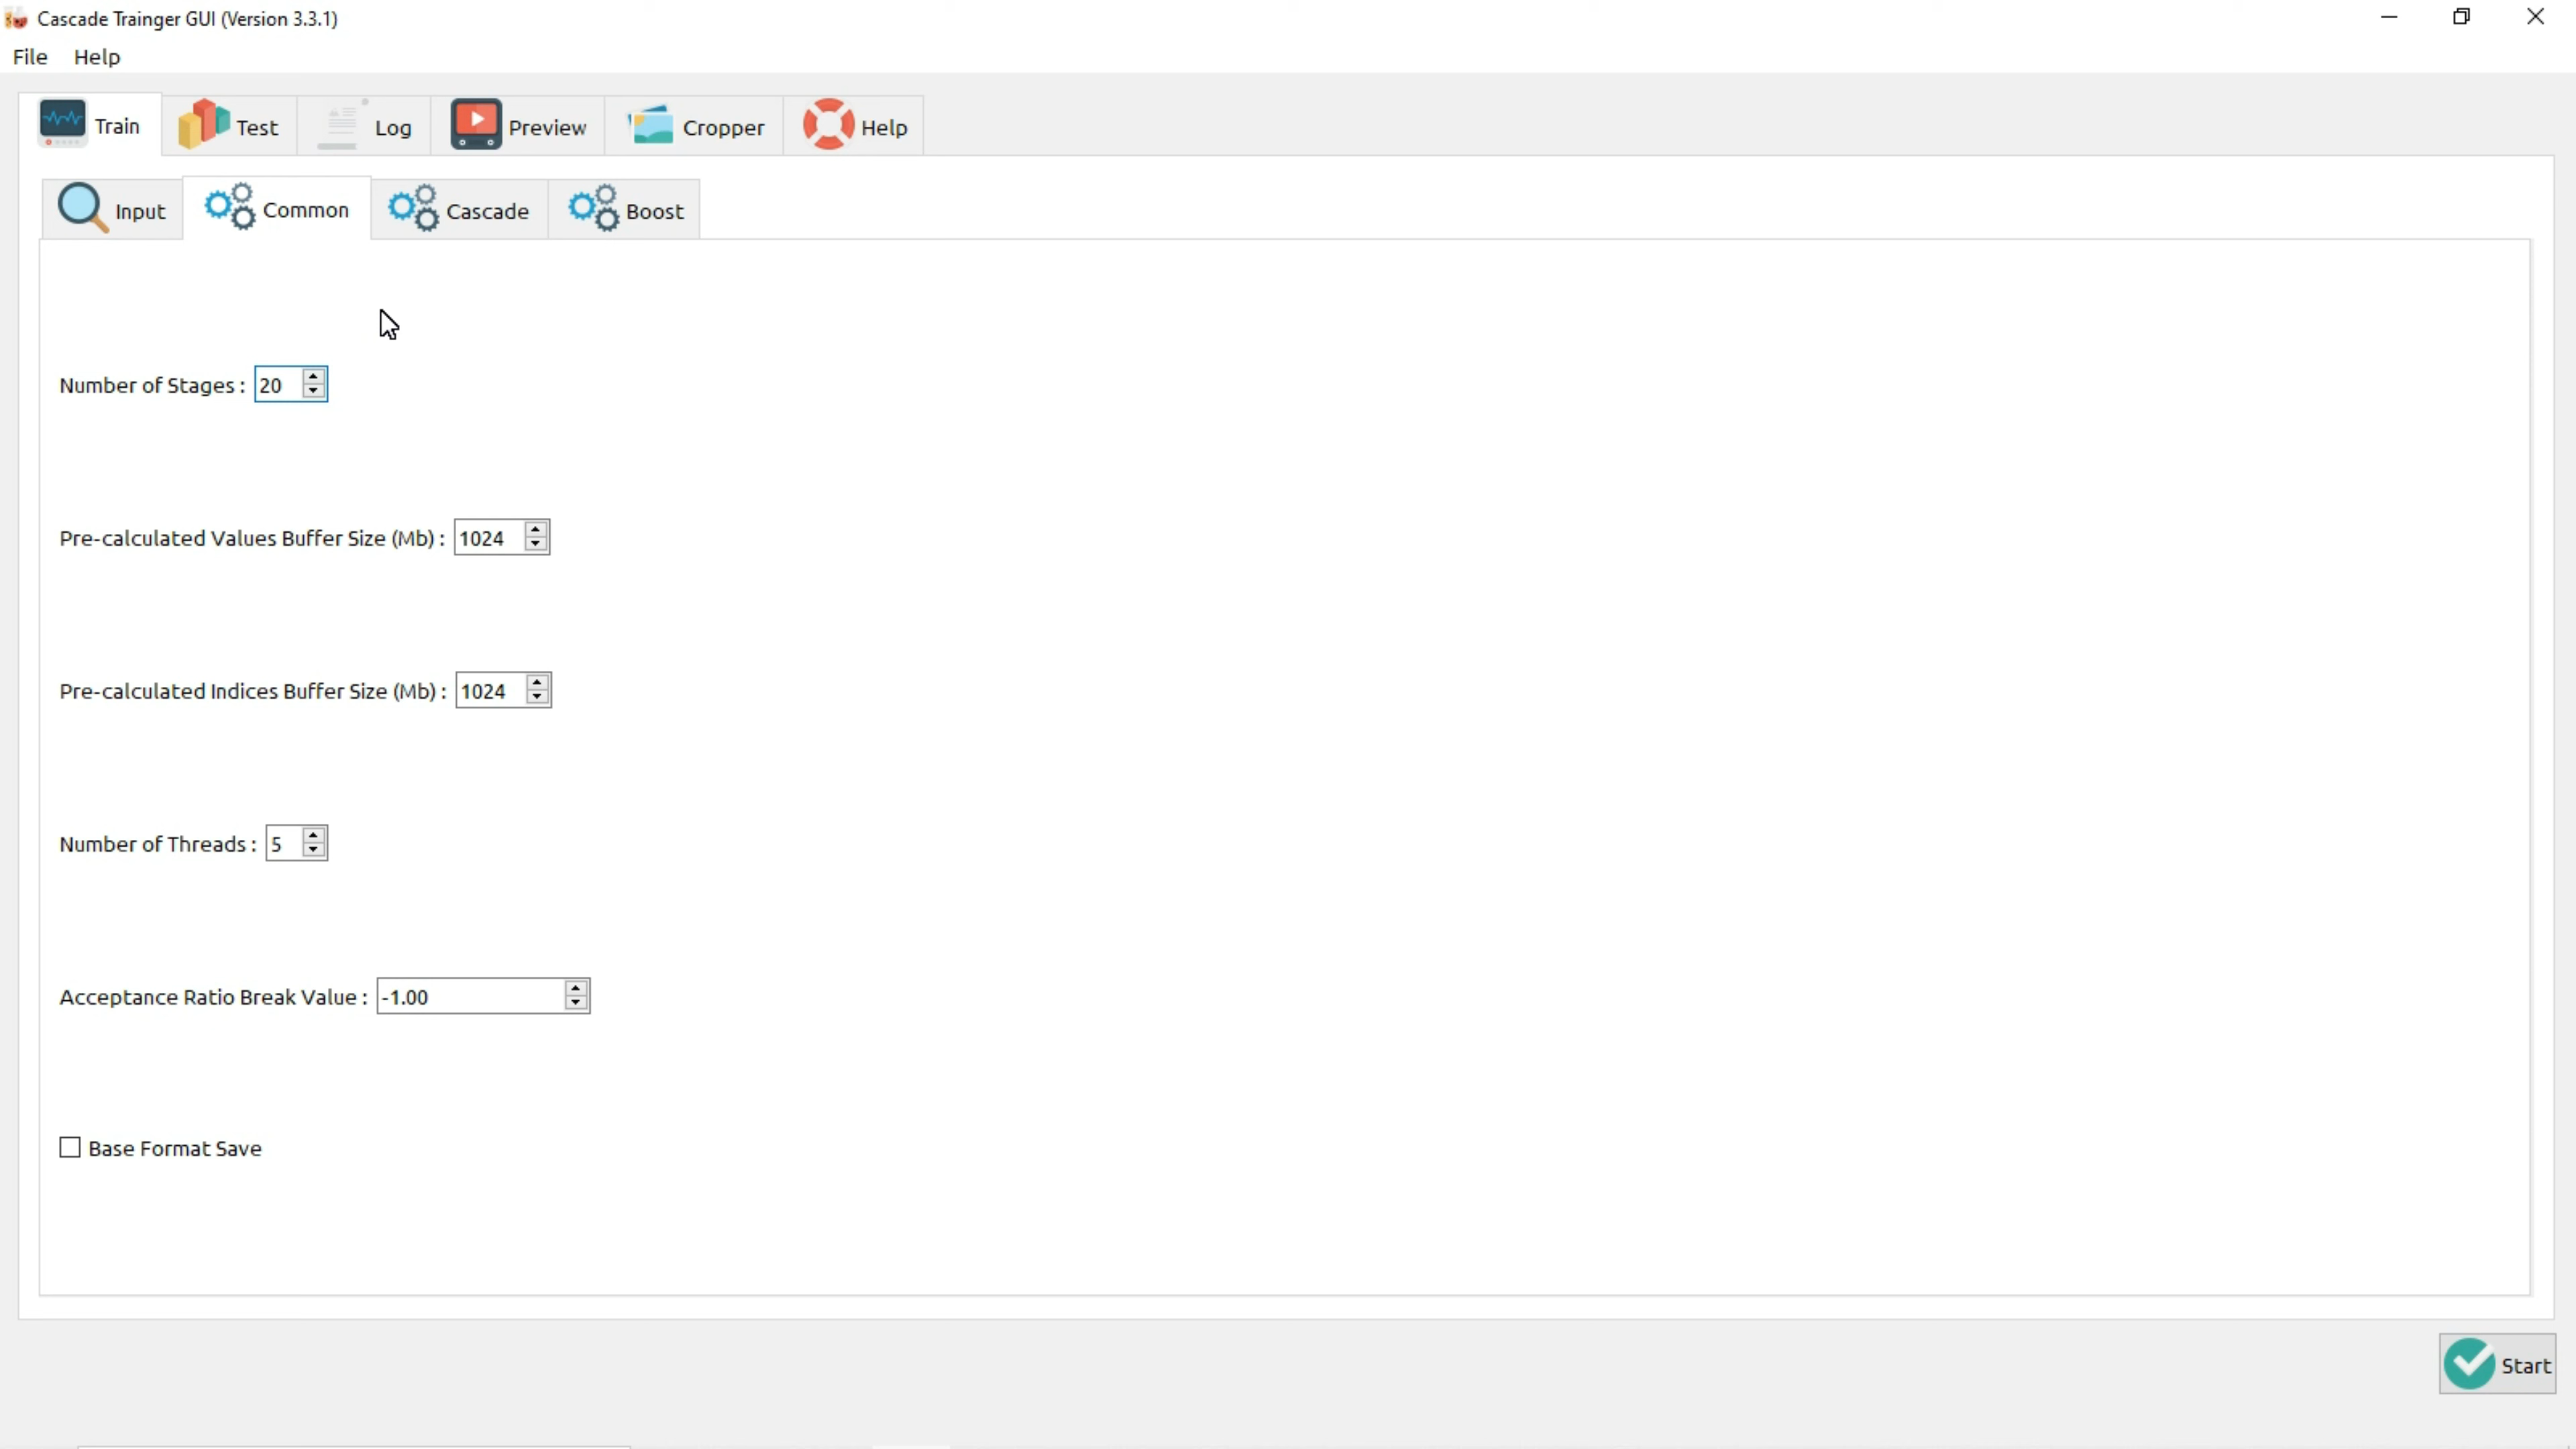 Cascade Trainger GUI (Version 3.3.1)
File Help
Train Test Log Preview Cropper Help
Input Common Cascade Boost
Number of Stages : 20
Pre-calculated Values Buffer Size (Mb) : 1024
Pre-calculated Indices Buffer Size (Mb) : 1024
Number of Threads : 5
Acceptance Ratio Break Value : -1.00
Base Format Save
Start